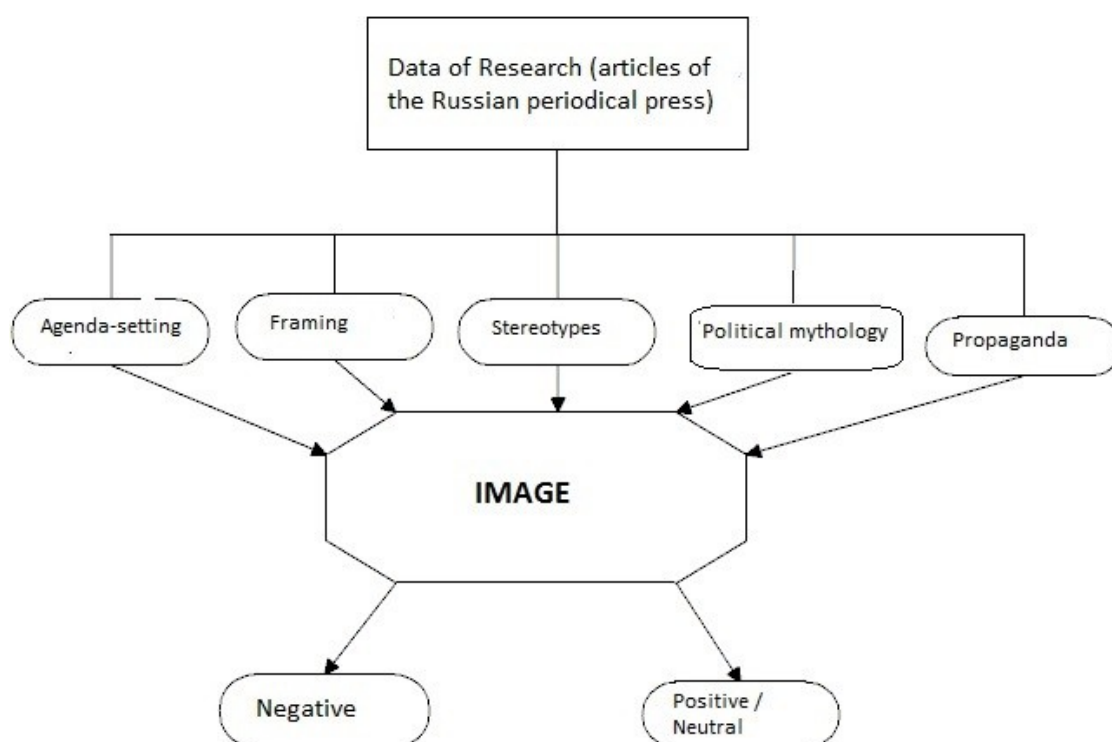 Data of Research (articles of
the Russian periodical press)
Agenda-setting
Framing
Stereotypes
Political mythology
Propaganda
IMAGE
Negative
Positive /
Neutral